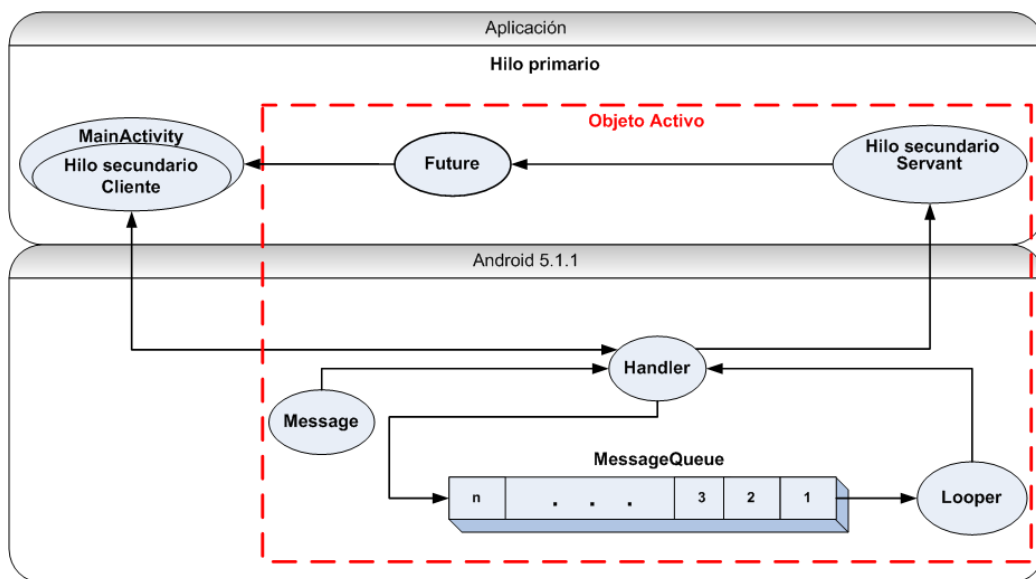 Aplicación
Hilo primario
Objeto Activo
MainActivity
Hilo secundario
Cliente
Future
Hilo secundario
Servant
Android 5.1.1
Handler
Message
MessageQueue
n . . . 3 2 1
Looper